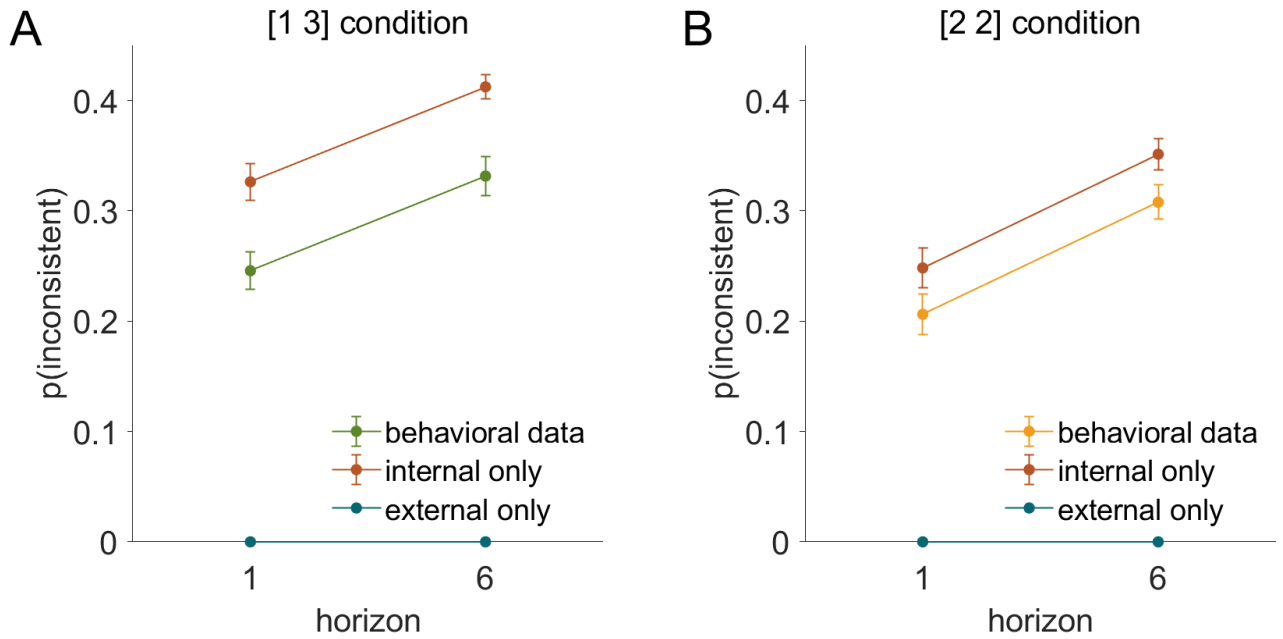 A
[1 3] condition
p(inconsistent)
0.4
0.3
0.2
0.1
0
behavioral data
internal only
external only
1
6
horizon
B
[2 2] condition
p(inconsistent)
0.4
0.3
0.2
0.1
0
behavioral data
internal only
external only
1
6
horizon